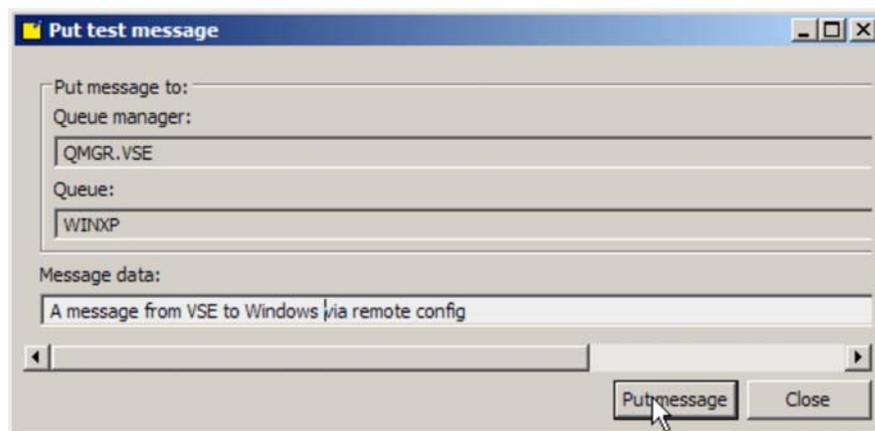 Put test message
Put message to:
Queue manager:
QMGR.VSE
Queue:
WINXP
Message data:
A message from VSE to Windows via remote config
Put message
Close